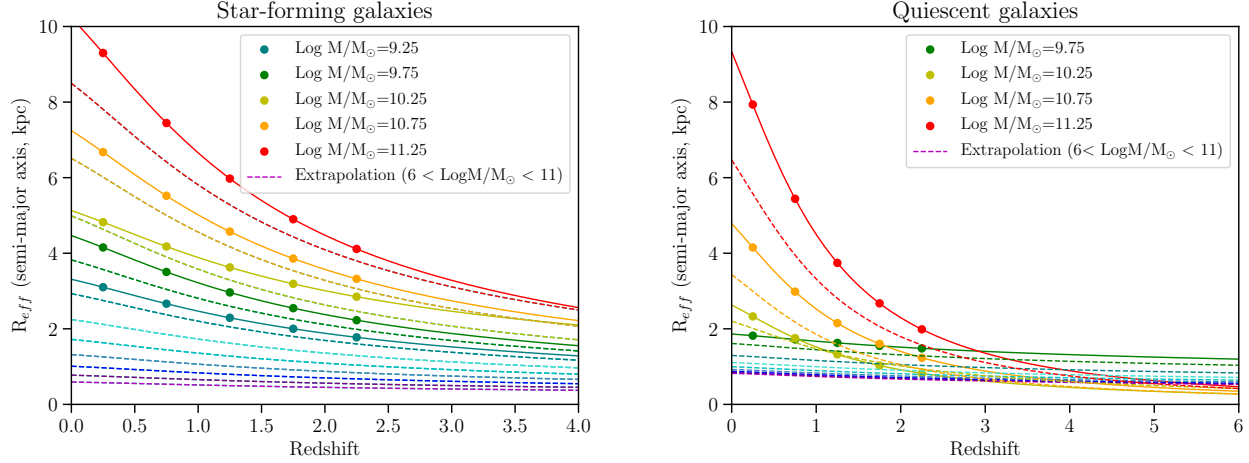 Star-forming galaxies
10
8
6
4
2
0
R_eff (semi-major axis, kpc)
Log M/M⊙=9.25
Log M/M⊙=9.75
Log M/M⊙=10.25
Log M/M⊙=10.75
Log M/M⊙=11.25
Extrapolation (6 < LogM/M⊙ < 11)
0.0 0.5 1.0 1.5 2.0 2.5 3.0 3.5 4.0
Redshift
Quiescent galaxies
10
8
6
4
2
0
R_eff (semi-major axis, kpc)
Log M/M⊙=9.75
Log M/M⊙=10.25
Log M/M⊙=10.75
Log M/M⊙=11.25
Extrapolation (6< LogM/M⊙ < 11)
0 1 2 3 4 5 6
Redshift